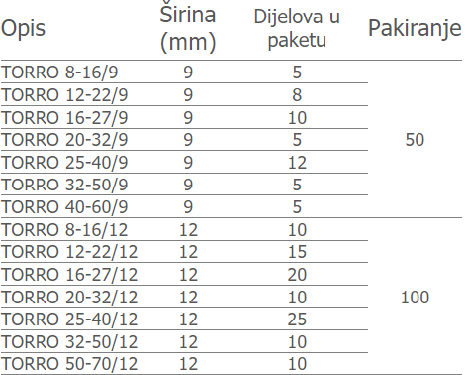 Opis Širina (mm) Dijelova u paketu Pakiranje
TORRO 8-16/9 9 5
TORRO 12-22/9 9 8
TORRO 16-27/9 9 10
TORRO 20-32/9 9 5 50
TORRO 25-40/9 9 12
TORRO 32-50/9 9 5
TORRO 40-60/9 9 5
TORRO 8-16/12 12 10
TORRO 12-22/12 12 15
TORRO 16-27/12 12 20
TORRO 20-32/12 12 10 100
TORRO 25-40/12 12 25
TORRO 32-50/12 12 10
TORRO 50-70/12 12 10